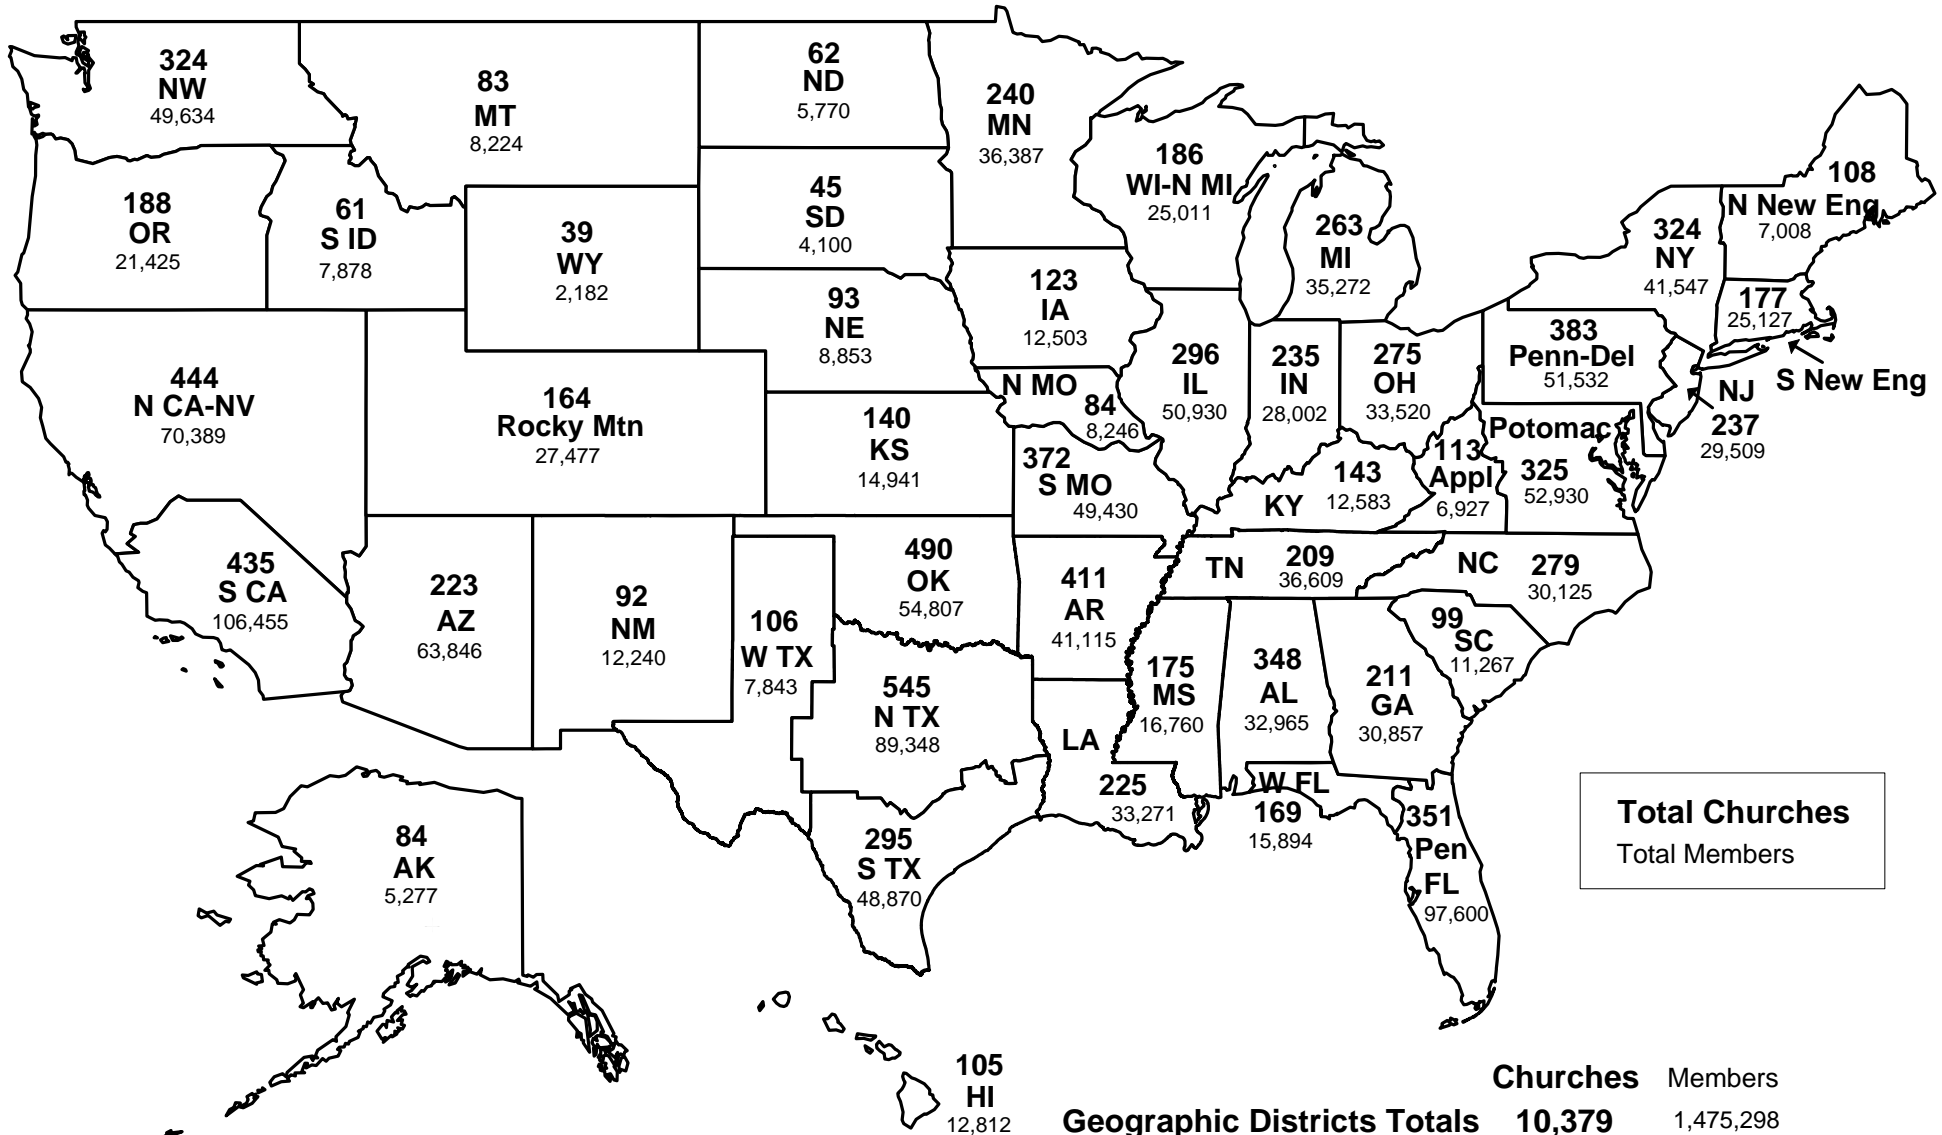 324
NW
49,634
83
MT
8,224
62
ND
5,770
240
MN
36,387
186
WI-N MI
25,011
263
MI
35,272
108
N New Eng
7,008
324
NY
41,547
177
25,127
S New Eng
188
OR
21,425
61
S ID
7,878
39
WY
2,182
45
SD
4,100
93
NE
8,853
123
IA
12,503
296
IL
50,930
235
IN
28,002
275
OH
33,520
383
Penn-Del
51,532
NJ
237
29,509
444
N CA-NV
70,389
164
Rocky Mtn
27,477
140
KS
14,941
N MO
84
8,246
372
S MO
49,430
KY
143
12,583
113
Appl
6,927
Potomac
325
52,930
435
S CA
106,455
223
AZ
63,846
92
NM
12,240
106
W TX
7,843
490
OK
54,807
411
AR
41,115
TN
209
36,609
NC
279
30,125
99
SC
11,267
545
N TX
89,348
LA
225
33,271
175
MS
16,760
348
AL
32,965
211
GA
30,857
W FL
169
15,894
351
Pen
FL
97,600
295
S TX
48,870
84
AK
5,277
105
HI
12,812
Total Churches
Total Members
Churches Members
Geographic Districts Totals 10,379 1,475,298